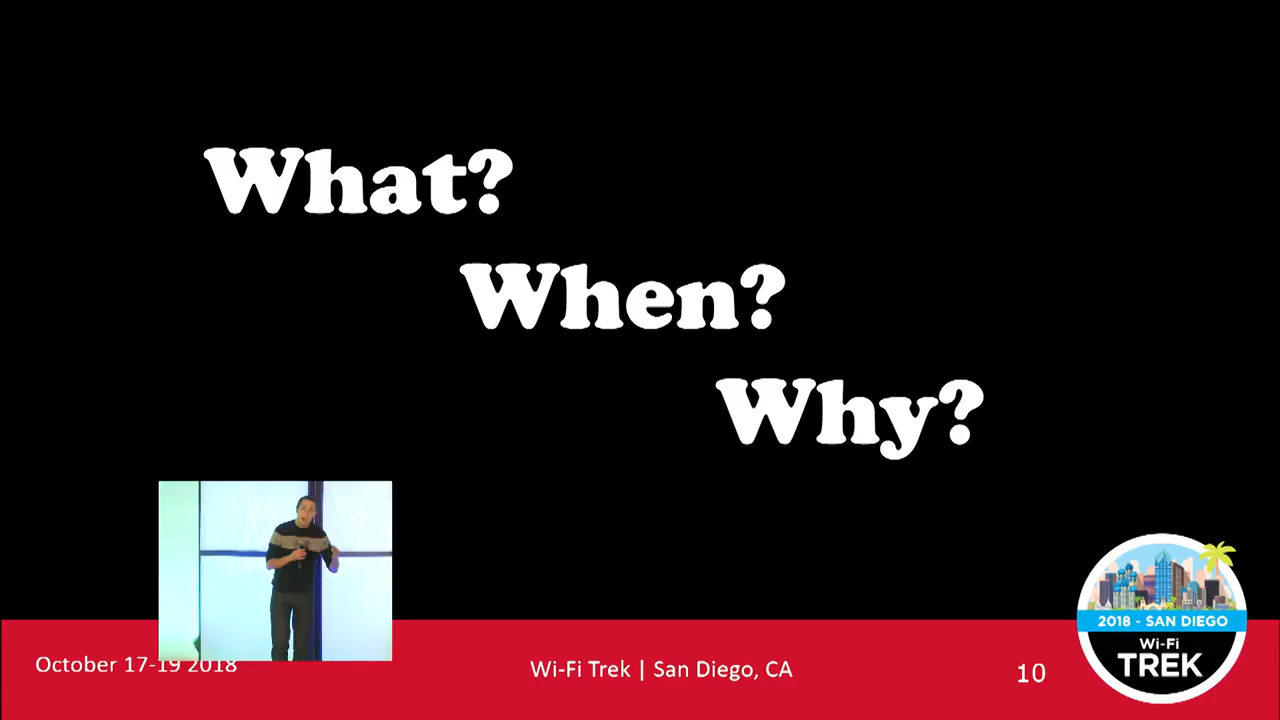 What?
When?
Why?
October 17-19 2018
Wi-Fi Trek | San Diego, CA
10
2018 - SAN DIEGO
Wi-Fi
TREK